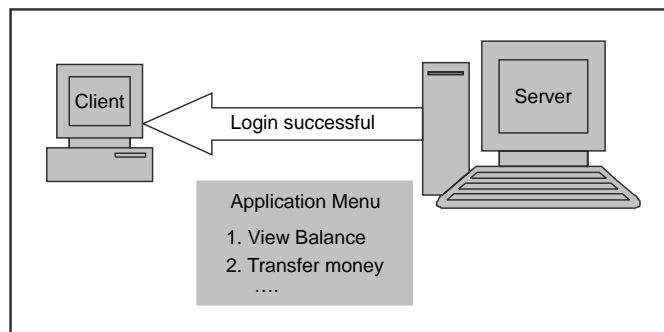 Client
Server
Login successful
Application Menu
1. View Balance
2. Transfer money
....